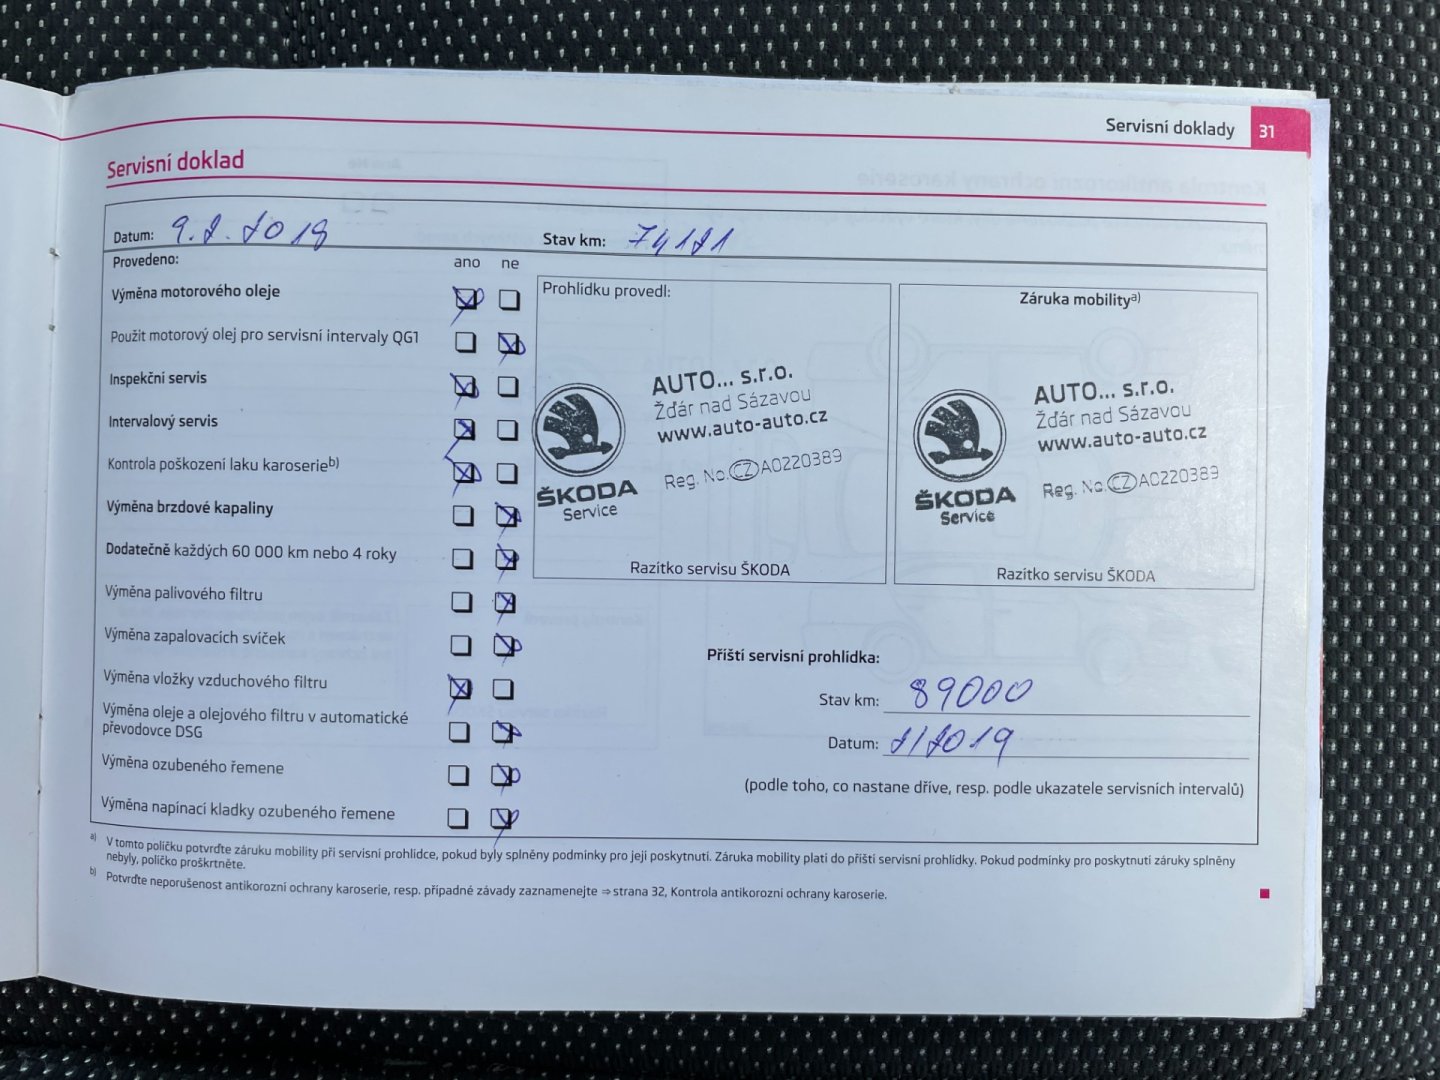 Servisní doklady 31
Servisní doklad
Datum: 9.2.2018 Stav km: 74121
Provedeno: ano ne
Výměna motorového oleje
Použit motorový olej pro servisní intervaly QG1
Inspekční servis
Intervalový servis
Kontrola poškození laku karoserieb)
Výměna brzdové kapaliny
Dodatečně každých 60 000 km nebo 4 roky
Výměna palivového filtru
Výměna zapalovacích svíček
Výměna vložky vzduchového filtru
Výměna oleje a olejového filtru v automatické
převodovce DSG
Výměna ozubeného řemene
Výměna napínací kladky ozubeného řemene
Prohlídku provedl:
AUTO... s.r.o.
Žďár nad Sázavou
www.auto-auto.cz
Reg. No. CZ A0220389
ŠKODA
Service
Razítko servisu ŠKODA
Záruka mobilitya)
AUTO... s.r.o.
Žďár nad Sázavou
www.auto-auto.cz
Reg. No. CZ A0220389
ŠKODA
Service
Razítko servisu ŠKODA
Příští servisní prohlídka:
Stav km: 89000
Datum: 2/2019
(podle toho, co nastane dříve, resp. podle ukazatele servisních intervalů)
a) V tomto políčku potvrďte záruku mobility při servisní prohlídce, pokud byly splněny podmínky pro její poskytnutí. Záruka mobility platí do příští servisní prohlídky. Pokud podmínky pro poskytnutí záruky splněny
nebyly, políčko proškrtněte.
b) Potvrďte neporušenost antikorozní ochrany karoserie, resp. případné závady zaznamenejte ⇒ strana 32, Kontrola antikorozní ochrany karoserie.